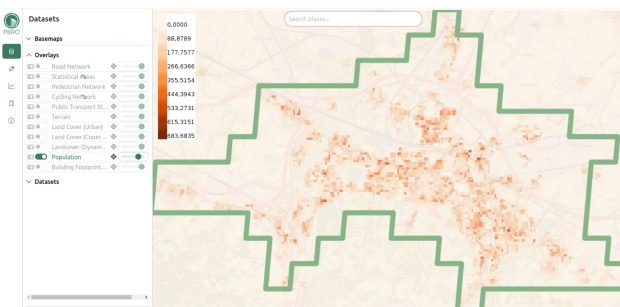 Datasets
PIERO
Basemaps
Overlays
Road Network
Statistical Areas
Pedestrian Network
Cycling Network
Public Transport St...
Terrain
Land Cover (Urban)
Land Cover (Coper...
Landcover (Dynam...
Population
Building Footprint...
Datasets
Search places...
0,0000
88,8789
177,7577
266,6366
355,5154
444,3943
533,2731
615,3151
683,6835